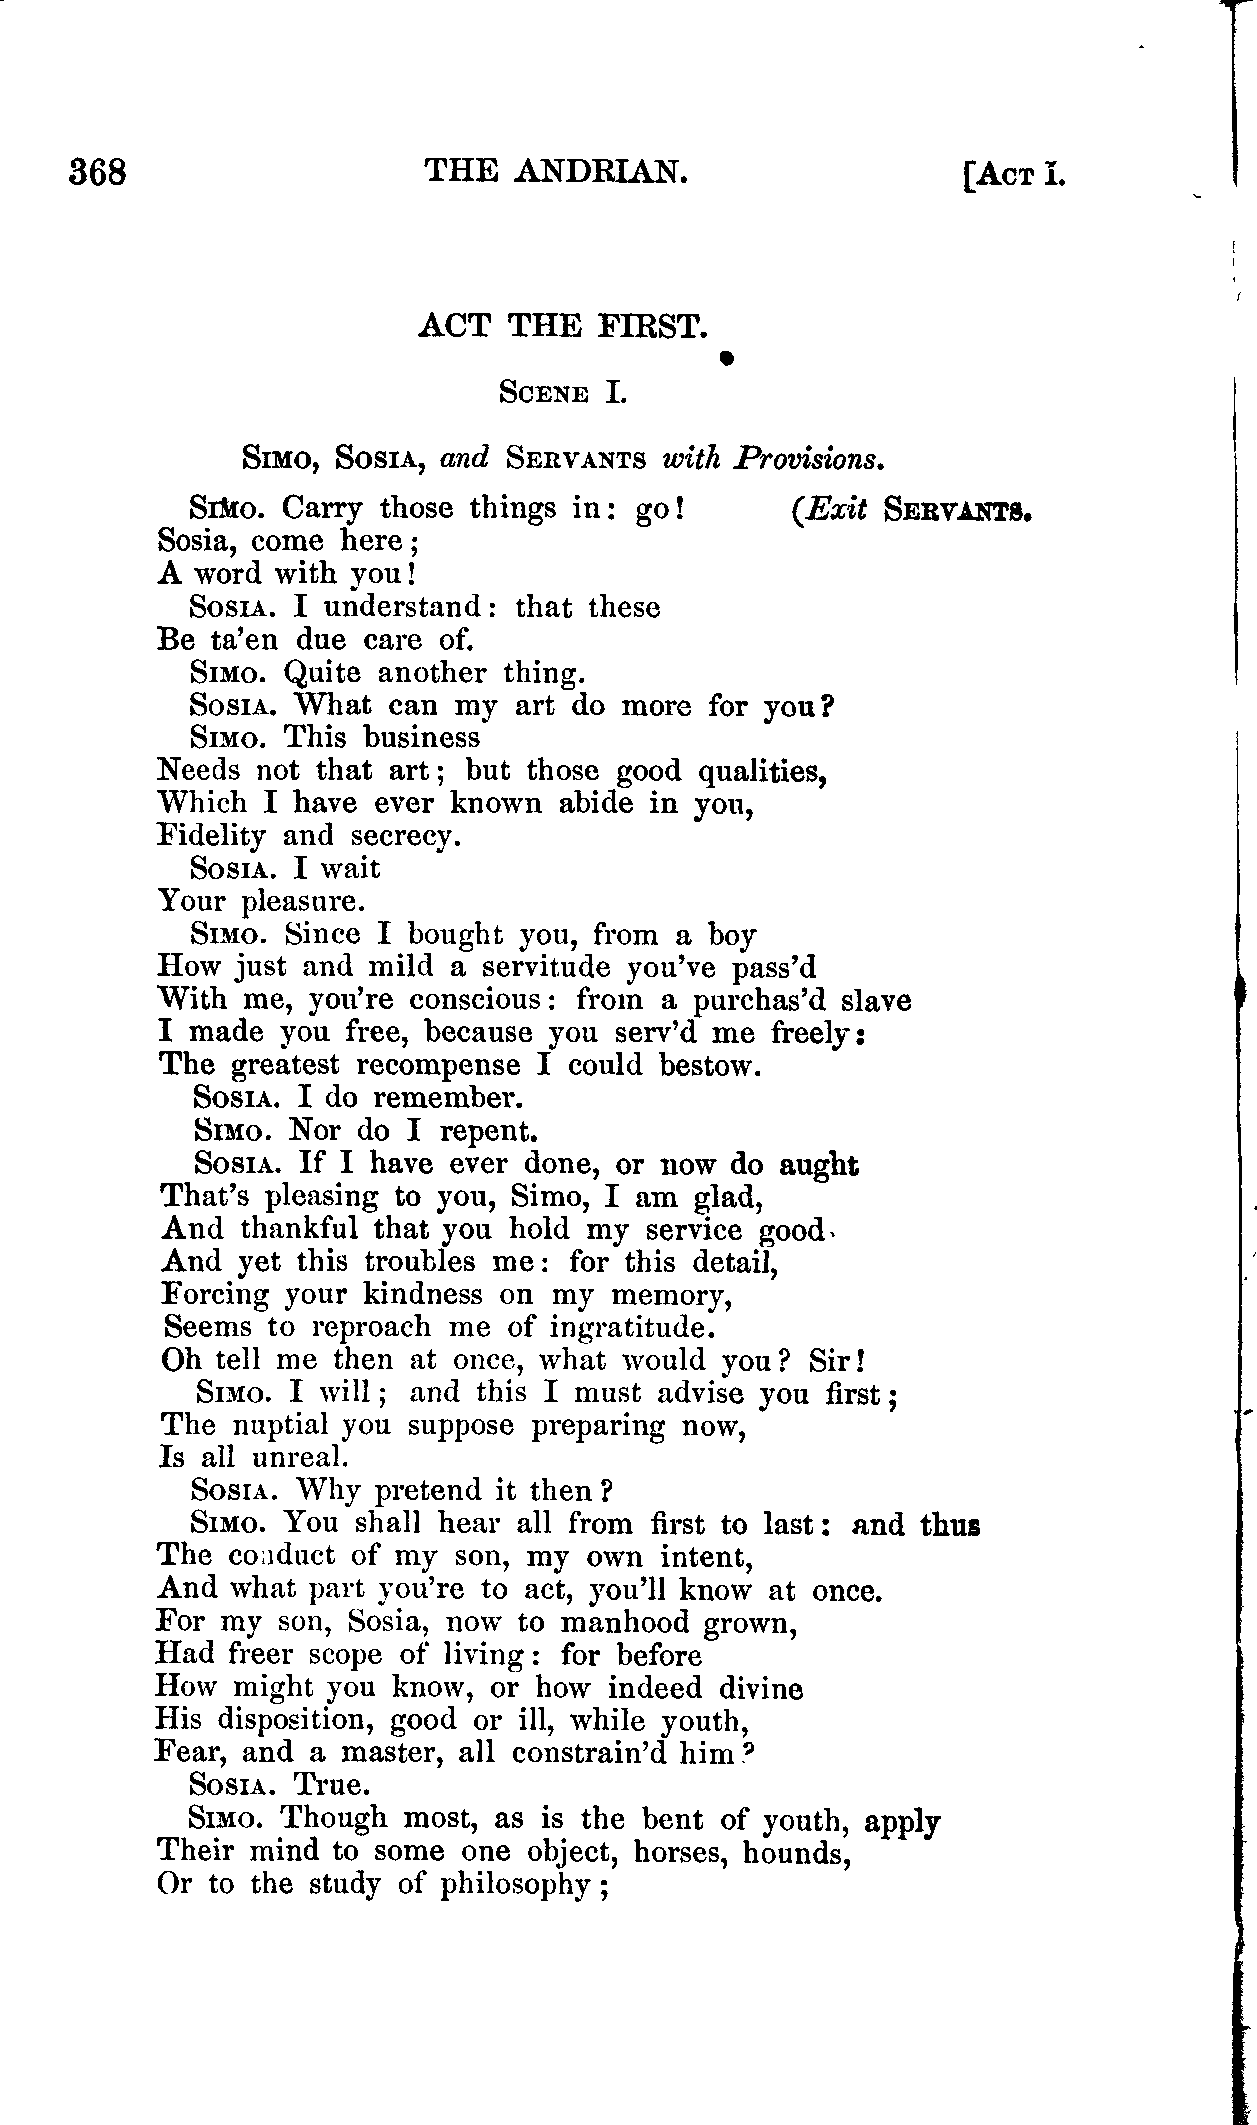 368 THE ANDRIAN. [ACT I.
ACT THE FIRST.
SCENE I.
SIMO, SOSIA, and SERVANTS with Provisions.
SIMO. Carry those things in: go! (Exit SERVANTS.
Sosia, come here;
A word with you!
SOSIA. I understand: that these
Be ta'en due care of.
SIMO. Quite another thing.
SOSIA. What can my art do more for you?
SIMO. This business
Needs not that art; but those good qualities,
Which I have ever known abide in you,
Fidelity and secrecy.
SOSIA. I wait
Your pleasure.
SIMO. Since I bought you, from a boy
How just and mild a servitude you've pass'd
With me, you're conscious: from a purchas'd slave
I made you free, because you serv'd me freely:
The greatest recompense I could bestow.
SOSIA. I do remember.
SIMO. Nor do I repent.
SOSIA. If I have ever done, or now do aught
That's pleasing to you, Simo, I am glad,
And thankful that you hold my service good.
And yet this troubles me: for this detail,
Forcing your kindness on my memory,
Seems to reproach me of ingratitude.
Oh tell me then at once, what would you? Sir!
SIMO. I will; and this I must advise you first;
The nuptial you suppose preparing now,
Is all unreal.
SOSIA. Why pretend it then?
SIMO. You shall hear all from first to last: and thus
The conduct of my son, my own intent,
And what part you're to act, you'll know at once.
For my son, Sosia, now to manhood grown,
Had freer scope of living: for before
How might you know, or how indeed divine
His disposition, good or ill, while youth,
Fear, and a master, all constrain'd him?
SOSIA. True.
SIMO. Though most, as is the bent of youth, apply
Their mind to some one object, horses, hounds,
Or to the study of philosophy;